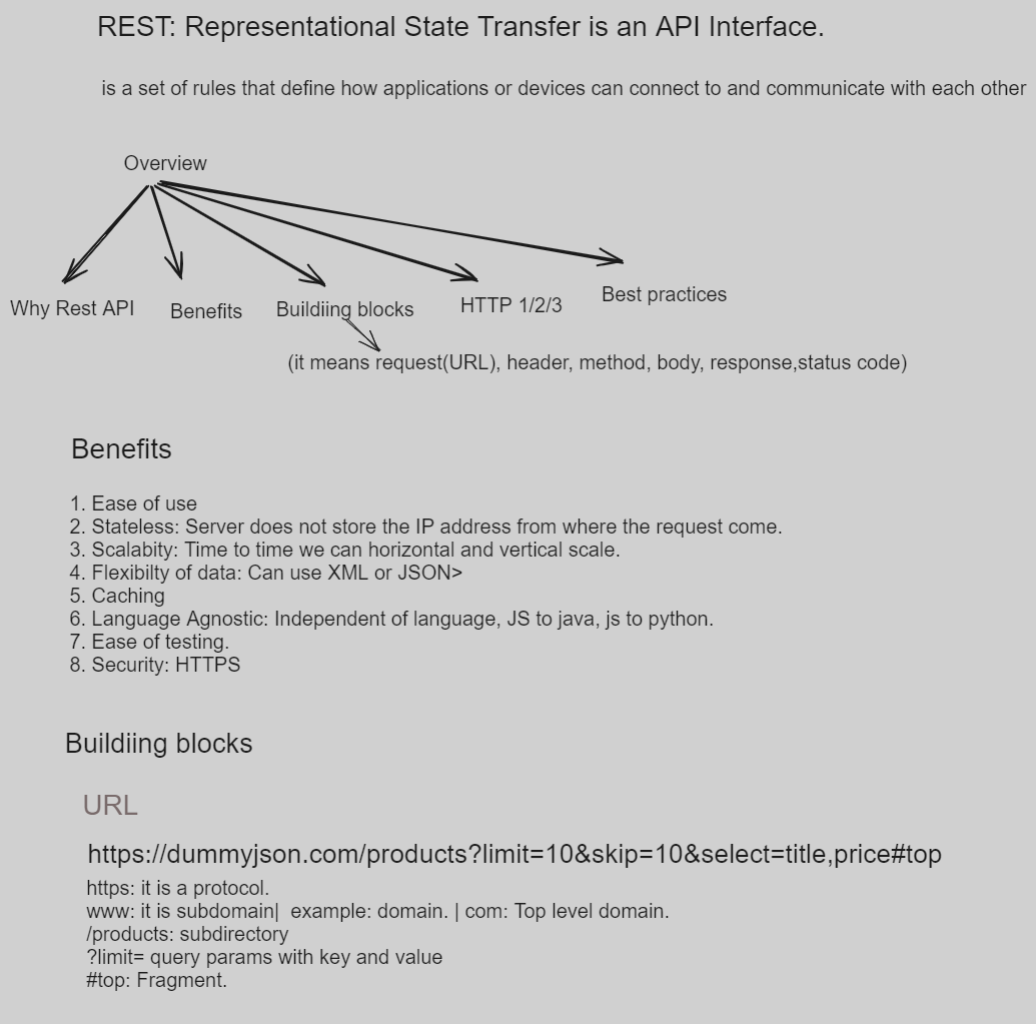 REST: Representational State Transfer is an API Interface.
is a set of rules that define how applications or devices can connect to and communicate with each other
Overview
Why Rest API
Benefits
Buildiing blocks
HTTP 1/2/3
Best practices
(it means request(URL), header, method, body, response,status code)
Benefits
1. Ease of use
2. Stateless: Server does not store the IP address from where the request come.
3. Scalabity: Time to time we can horizontal and vertical scale.
4. Flexibilty of data: Can use XML or JSON>
5. Caching
6. Language Agnostic: Independent of language, JS to java, js to python.
7. Ease of testing.
8. Security: HTTPS
Buildiing blocks
URL
https://dummyjson.com/products?limit=10&skip=10&select=title,price#top
https: it is a protocol.
www: it is subdomain|  example: domain. | com: Top level domain.
/products: subdirectory
?limit= query params with key and value
#top: Fragment.